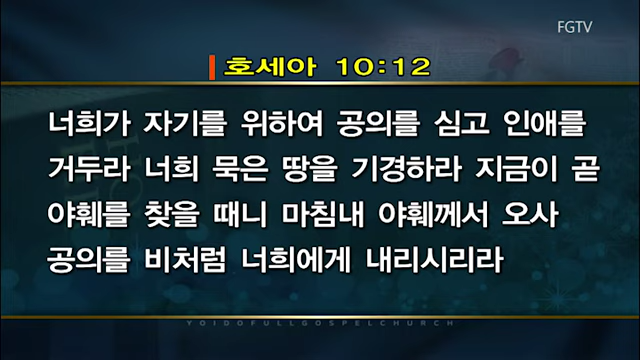 FGTV
호세아 10:12
너희가 자기를 위하여 공의를 심고 인애를
거두라 너희 묵은 땅을 기경하라 지금이 곧
야훼를 찾을 때니 마침내 야훼께서 오사
공의를 비처럼 너희에게 내리시리라
YOIDOFULLGOSPELCHURCH